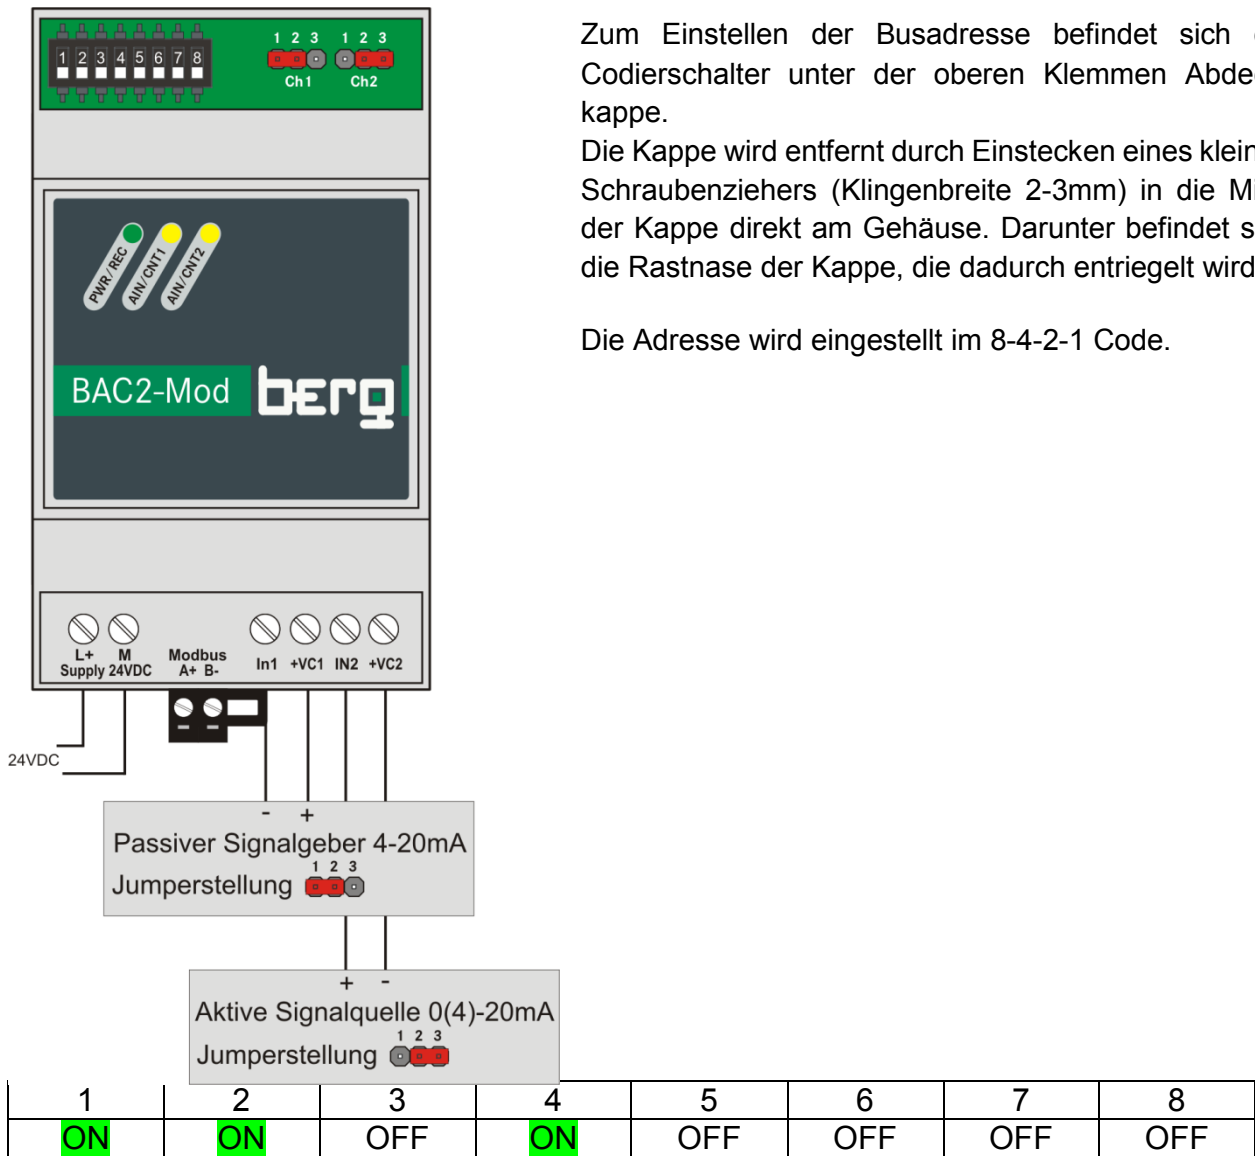 1 2 3 4 5 6 7 8
1 2 3 1 2 3
Ch1 Ch2
Zum Einstellen der Busadresse befindet sich
Codierschalter unter der oberen Klemmen
kappe.
Die Kappe wird entfernt durch Einstecken eines
Schraubenziehers (Klingenbreite 2-3mm) in die
der Kappe direkt am Gehäuse. Darunter befindet
die Rastnase der Kappe, die dadurch entriegelt wird
Die Adresse wird eingestellt im 8-4-2-1 Code.
PWR/REC
AIN/CNT1
AIN/CNT2
BAC2-Mod berg
L+ M Modbus
Supply 24VDC A+ B- In1 +VC1 IN2 +VC2
24VDC
- +
Passiver Signalgeber 4-20mA
1 2 3
Jumperstellung
+ -
Aktive Signalquelle 0(4)-20mA
1 2 3
Jumperstellung
1 2 3 4 5 6 7 8
ON ON OFF ON OFF OFF OFF OFF